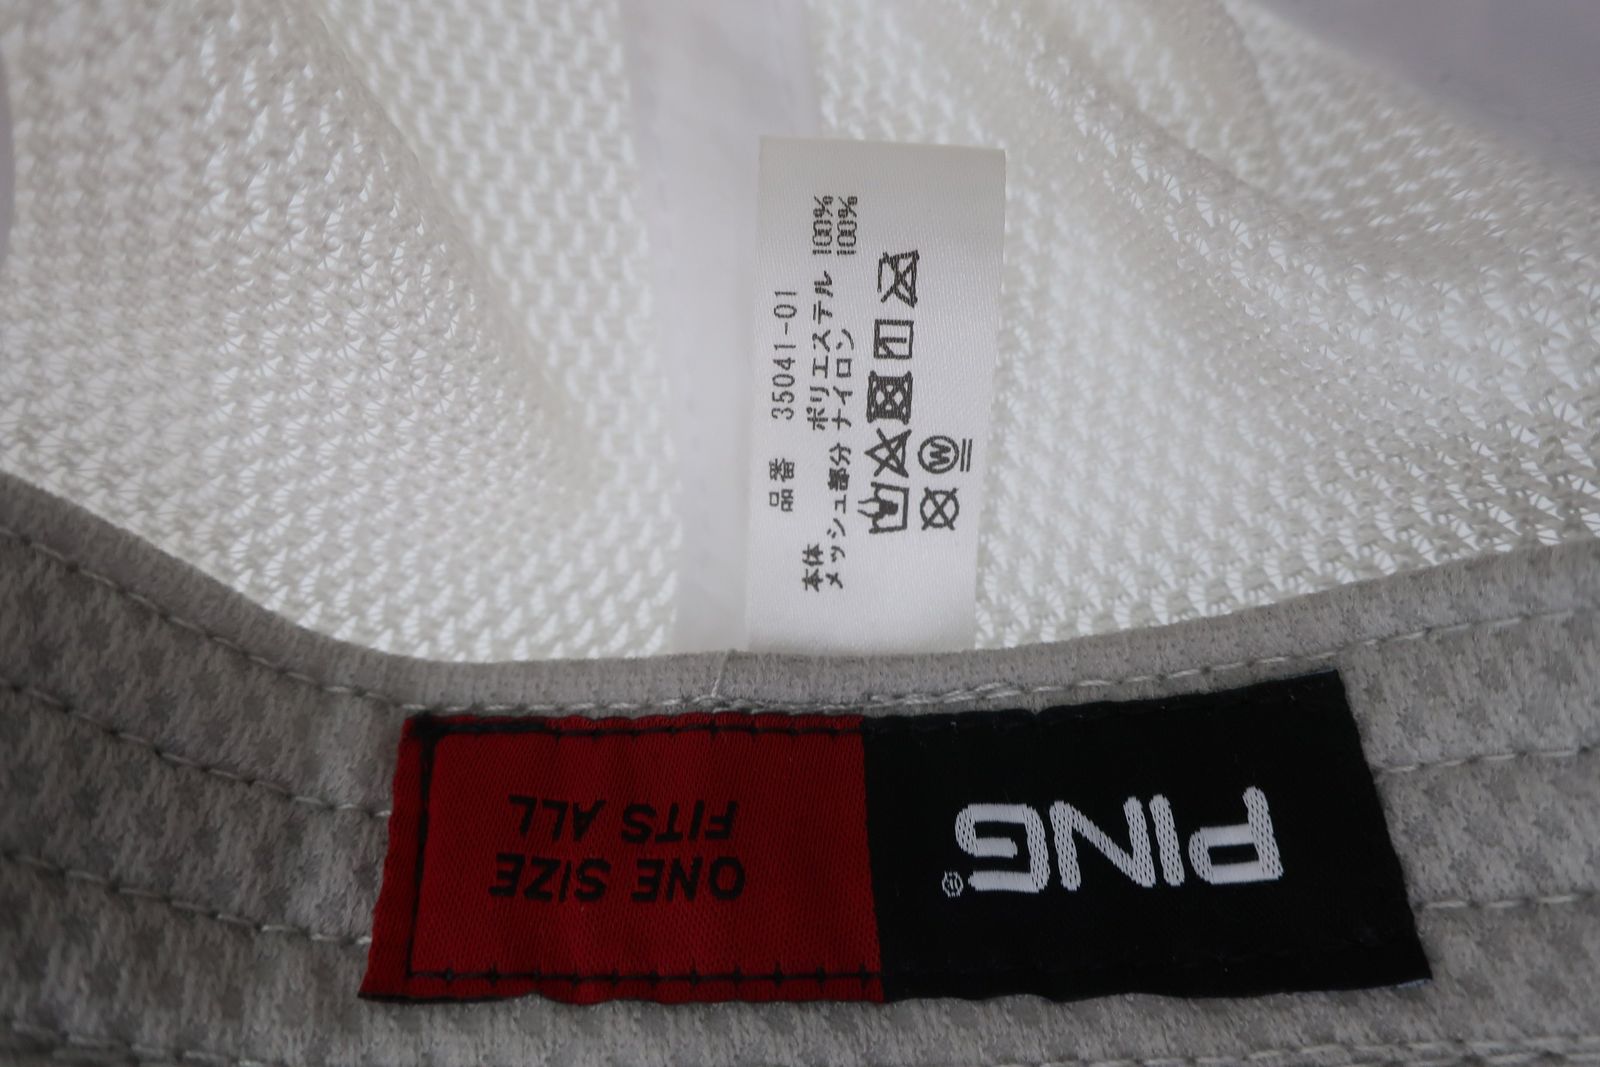 品番 35041-01
本体 ポリエステル 100%
メッシュ部分 ナイロン 100%
W
PING®
ONE SIZE
FITS ALL